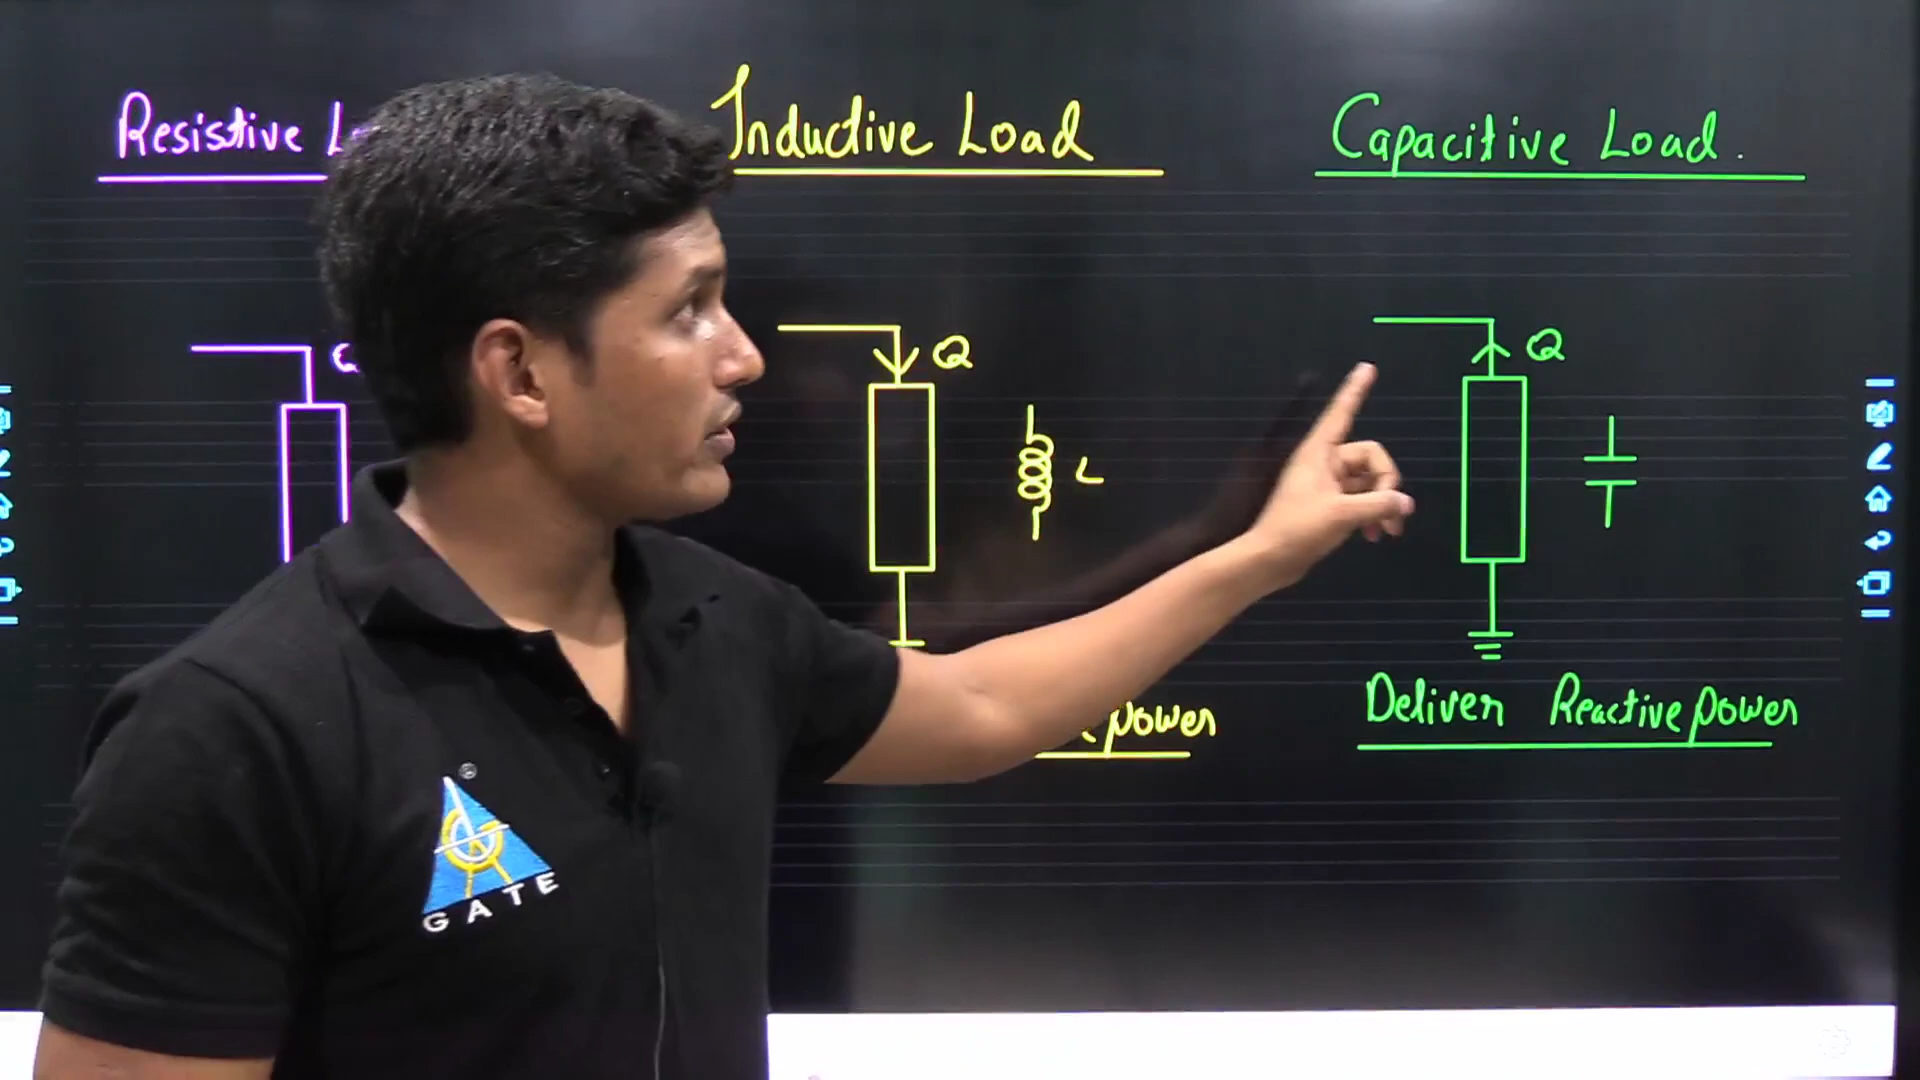 Resistive
Inductive Load
Capacitive Load.
Q
Q
L
power
Deliver Reactive power
GATE
®